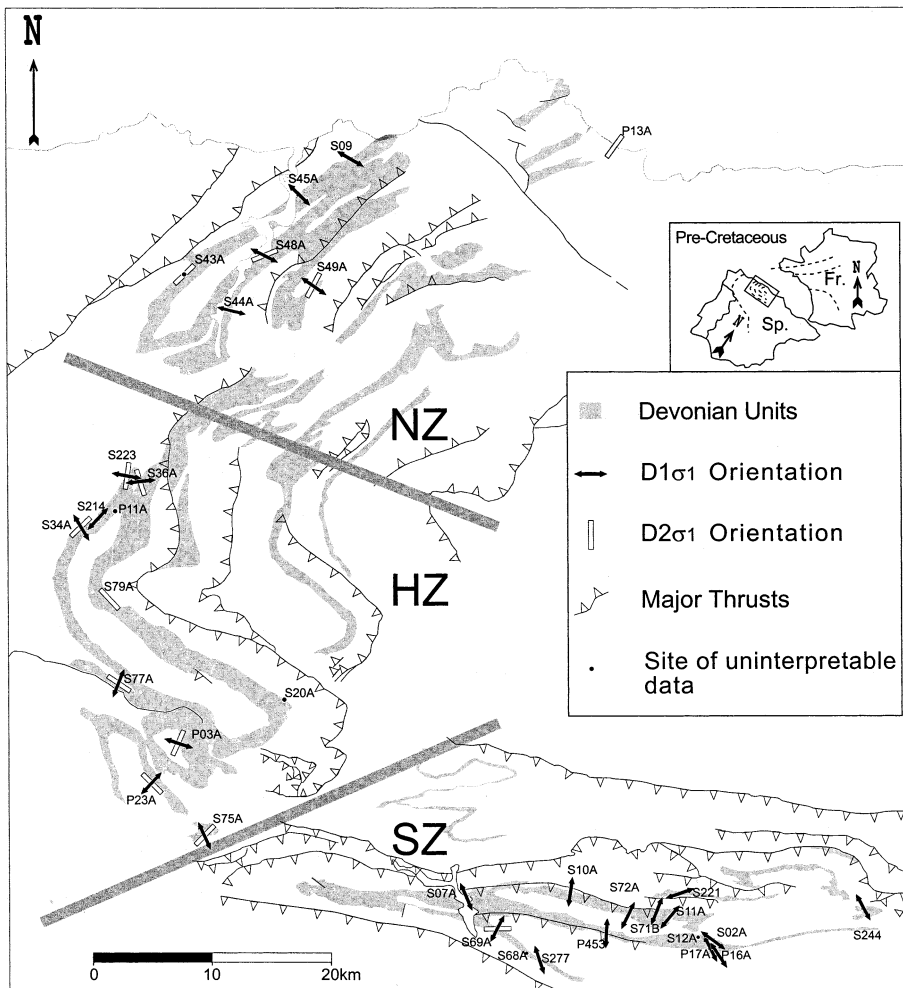 N
P13A
S09
S45A
S48A
S43A
S49A
S44A
Pre-Cretaceous
Fr.
N
Sp.
N
NZ
Devonian Units
D1σ1 Orientation
D2σ1 Orientation
Major Thrusts
Site of uninterpretable
data
S223
S36A
S214
P11A
S34A
HZ
S79A
S77A
S20A
P03A
P23A
S75A
SZ
S10A
S07A
S72A
S221
S11A
S71B
S69A
P453
S12A
S02A
S244
S68A
S277
P17A
P16A
0
10
20km